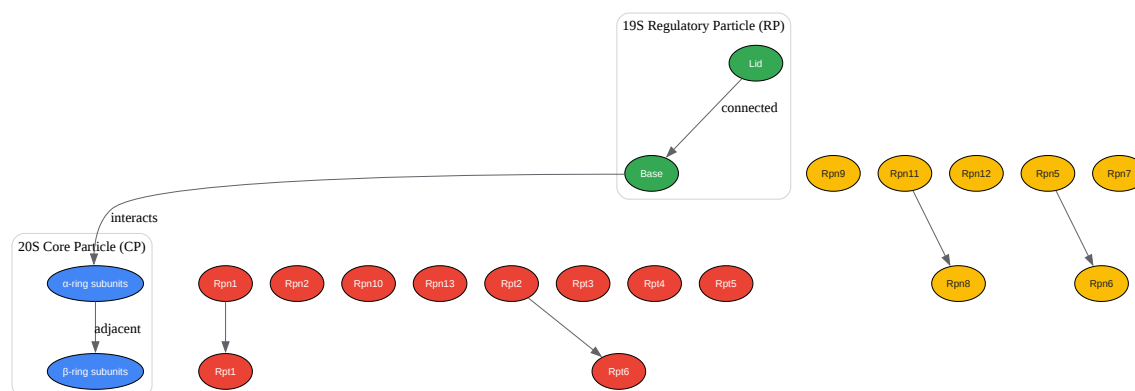 19S Regulatory Particle (RP)
Lid
connected
Base
Rpn9
Rpn11
Rpn12
Rpn5
Rpn7
interacts
20S Core Particle (CP)
α-ring subunits
Rpn1
Rpn2
Rpn10
Rpn13
Rpt2
Rpt3
Rpt4
Rpt5
Rpn8
Rpn6
adjacent
β-ring subunits
Rpt1
Rpt6